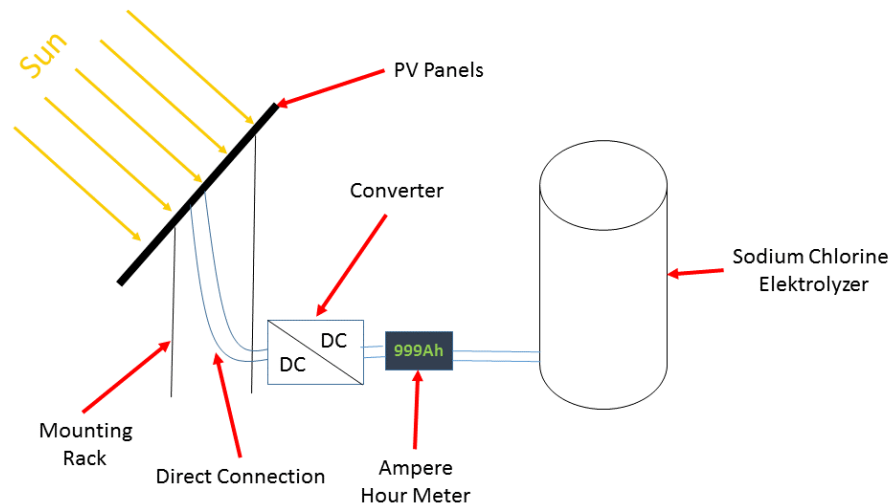 Sun
PV Panels
Converter
Sodium Chlorine
Elektrolyzer
DC
DC
999Ah
Mounting
Rack
Direct Connection
Ampere
Hour Meter